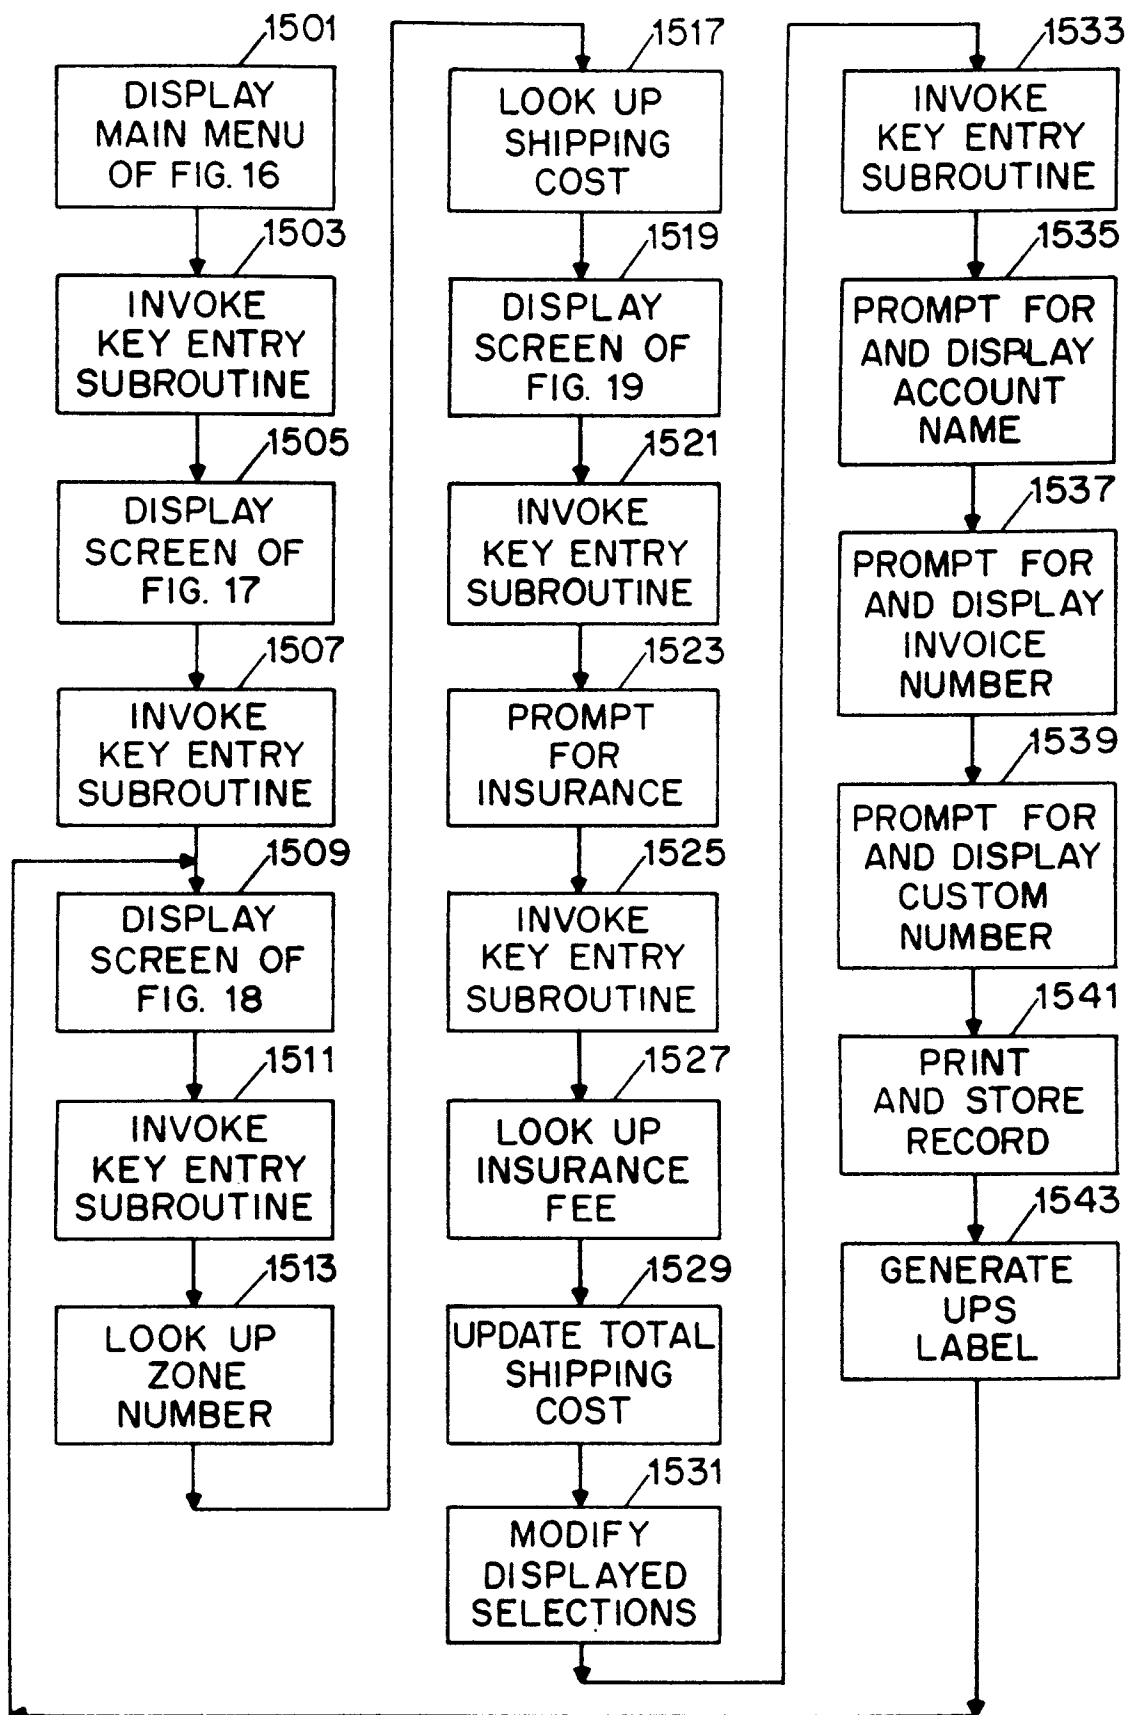 1501
DISPLAY
MAIN MENU
OF FIG. 16
1503
INVOKE
KEY ENTRY
SUBROUTINE
1505
DISPLAY
SCREEN OF
FIG. 17
1507
INVOKE
KEY ENTRY
SUBROUTINE
1509
DISPLAY
SCREEN OF
FIG. 18
1511
INVOKE
KEY ENTRY
SUBROUTINE
1513
LOOK UP
ZONE
NUMBER
1517
LOOK UP
SHIPPING
COST
1519
DISPLAY
SCREEN OF
FIG. 19
1521
INVOKE
KEY ENTRY
SUBROUTINE
1523
PROMPT
FOR
INSURANCE
1525
INVOKE
KEY ENTRY
SUBROUTINE
1527
LOOK UP
INSURANCE
FEE
1529
UPDATE TOTAL
SHIPPING
COST
1531
MODIFY
DISPLAYED
SELECTIONS
1533
INVOKE
KEY ENTRY
SUBROUTINE
1535
PROMPT FOR
AND DISPLAY
ACCOUNT
NAME
1537
PROMPT FOR
AND DISPLAY
INVOICE
NUMBER
1539
PROMPT FOR
AND DISPLAY
CUSTOM
NUMBER
1541
PRINT
AND STORE
RECORD
1543
GENERATE
UPS
LABEL